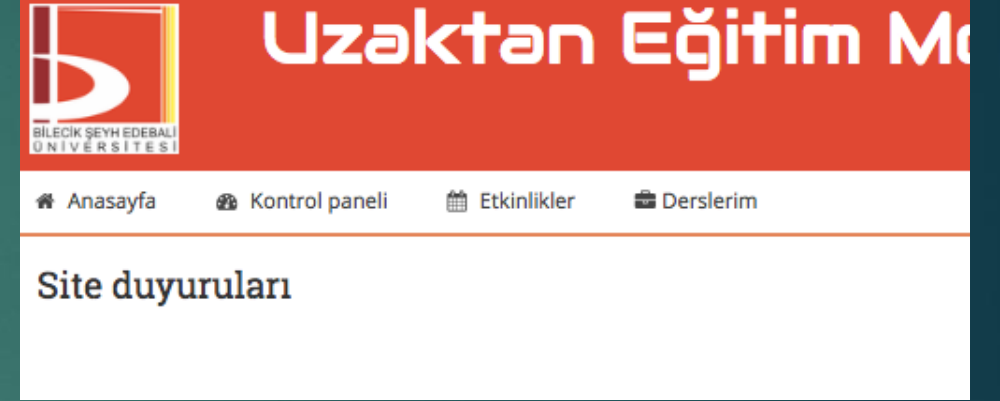 Uzaktan Eğitim
BİLECİK ŞEYH EDEBALİ
ÜNİVERSİTESİ
Anasayfa Kontrol paneli Etkinlikler Derslerim
Site duyuruları